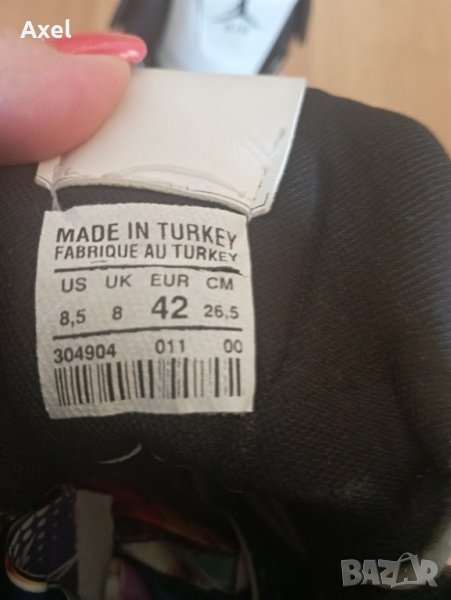 Axel
MADE IN TURKEY
FABRIQUE AU TURKEY
US UK EUR CM
8,5 8 42 26,5
304904 011 00
BAZAR